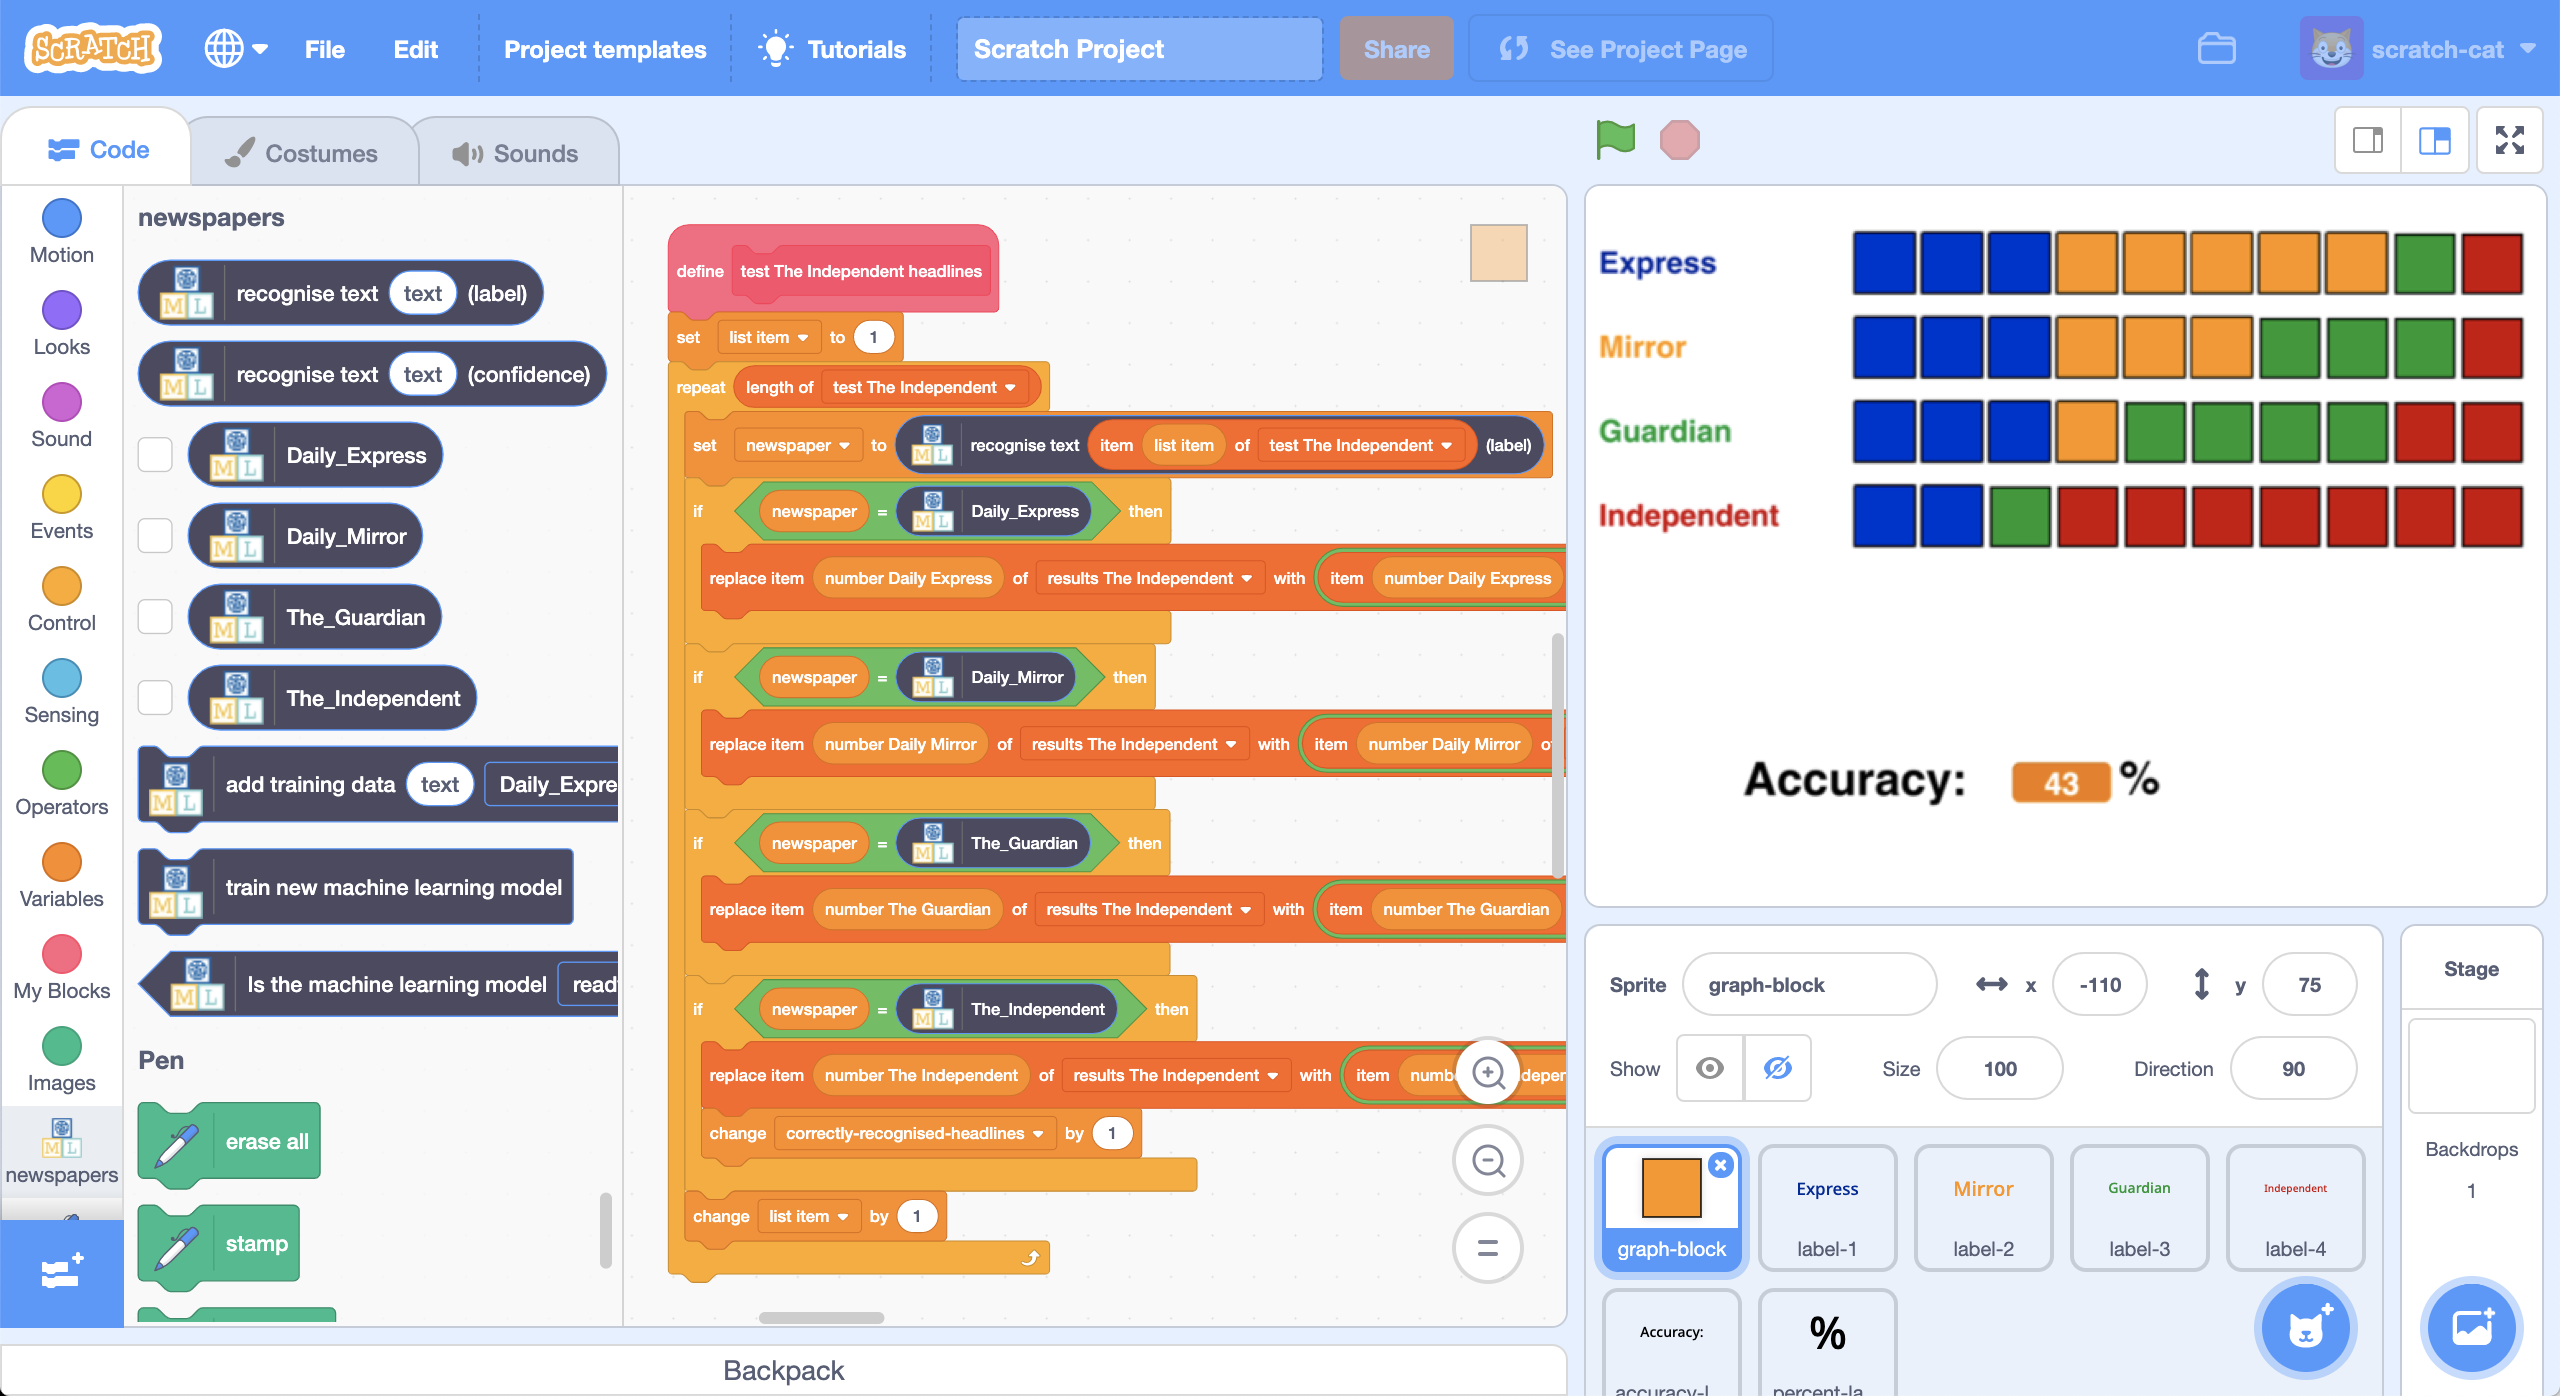 SCRATCH File Edit Project templates Tutorials Scratch Project Share See Project Page scratch-cat
Code Costumes Sounds
Motion
Looks
Sound
Events
Control
Sensing
Operators
Variables
My Blocks
Images
newspapers
newspapers
M L recognise text text (label)
M L recognise text text (confidence)
M L Daily_Express
M L Daily_Mirror
M L The_Guardian
M L The_Independent
M L add training data text Daily_Expre
M L train new machine learning model
M L Is the machine learning model read
Pen
erase all
stamp
define test The Independent headlines
set list item to 1
repeat length of test The Independent
set newspaper to M L recognise text item list item of test The Independent (label)
if newspaper = M L Daily_Express then
replace item number Daily Express of results The Independent with item number Daily Express
if newspaper = M L Daily_Mirror then
replace item number Daily Mirror of results The Independent with item number Daily Mirror o
if newspaper = M L The_Guardian then
replace item number The Guardian of results The Independent with item number The Guardian
if newspaper = M L The_Independent then
replace item number The Independent of results The Independent with item
change correctly-recognised-headlines by 1
change list item by 1
Backpack
Express
Mirror
Guardian
Independent
Accuracy: 43 %
Sprite graph-block x -110 y 75
Show Size 100 Direction 90
graph-block
Express
label-1
Mirror
label-2
Guardian
label-3
Independent
label-4
Accuracy:
accuracy-l
%
percent-la
Stage
Backdrops
1